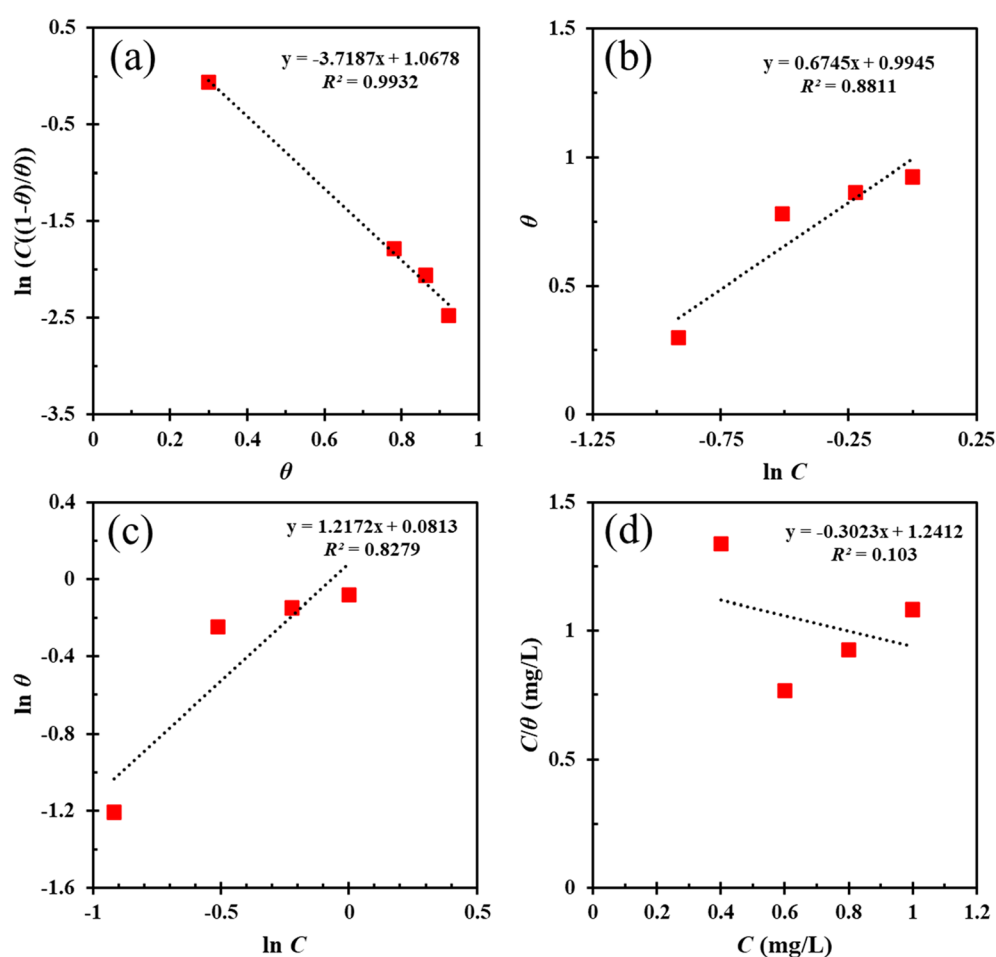 (a)
y = -3.7187x + 1.0678
R² = 0.9932
ln (C((1-θ)/θ))
0.5
-0.5
-1.5
-2.5
-3.5
0 0.2 0.4 0.6 0.8 1
θ
(b)
y = 0.6745x + 0.9945
R² = 0.8811
θ
1.5
1
0.5
0
-1.25 -0.75 -0.25 0.25
ln C
(c)
y = 1.2172x + 0.0813
R² = 0.8279
ln θ
0.4
0
-0.4
-0.8
-1.2
-1.6
-1 -0.5 0 0.5
ln C
(d)
y = -0.3023x + 1.2412
R² = 0.103
C/θ (mg/L)
1.5
1
0.5
0
0 0.2 0.4 0.6 0.8 1 1.2
C (mg/L)